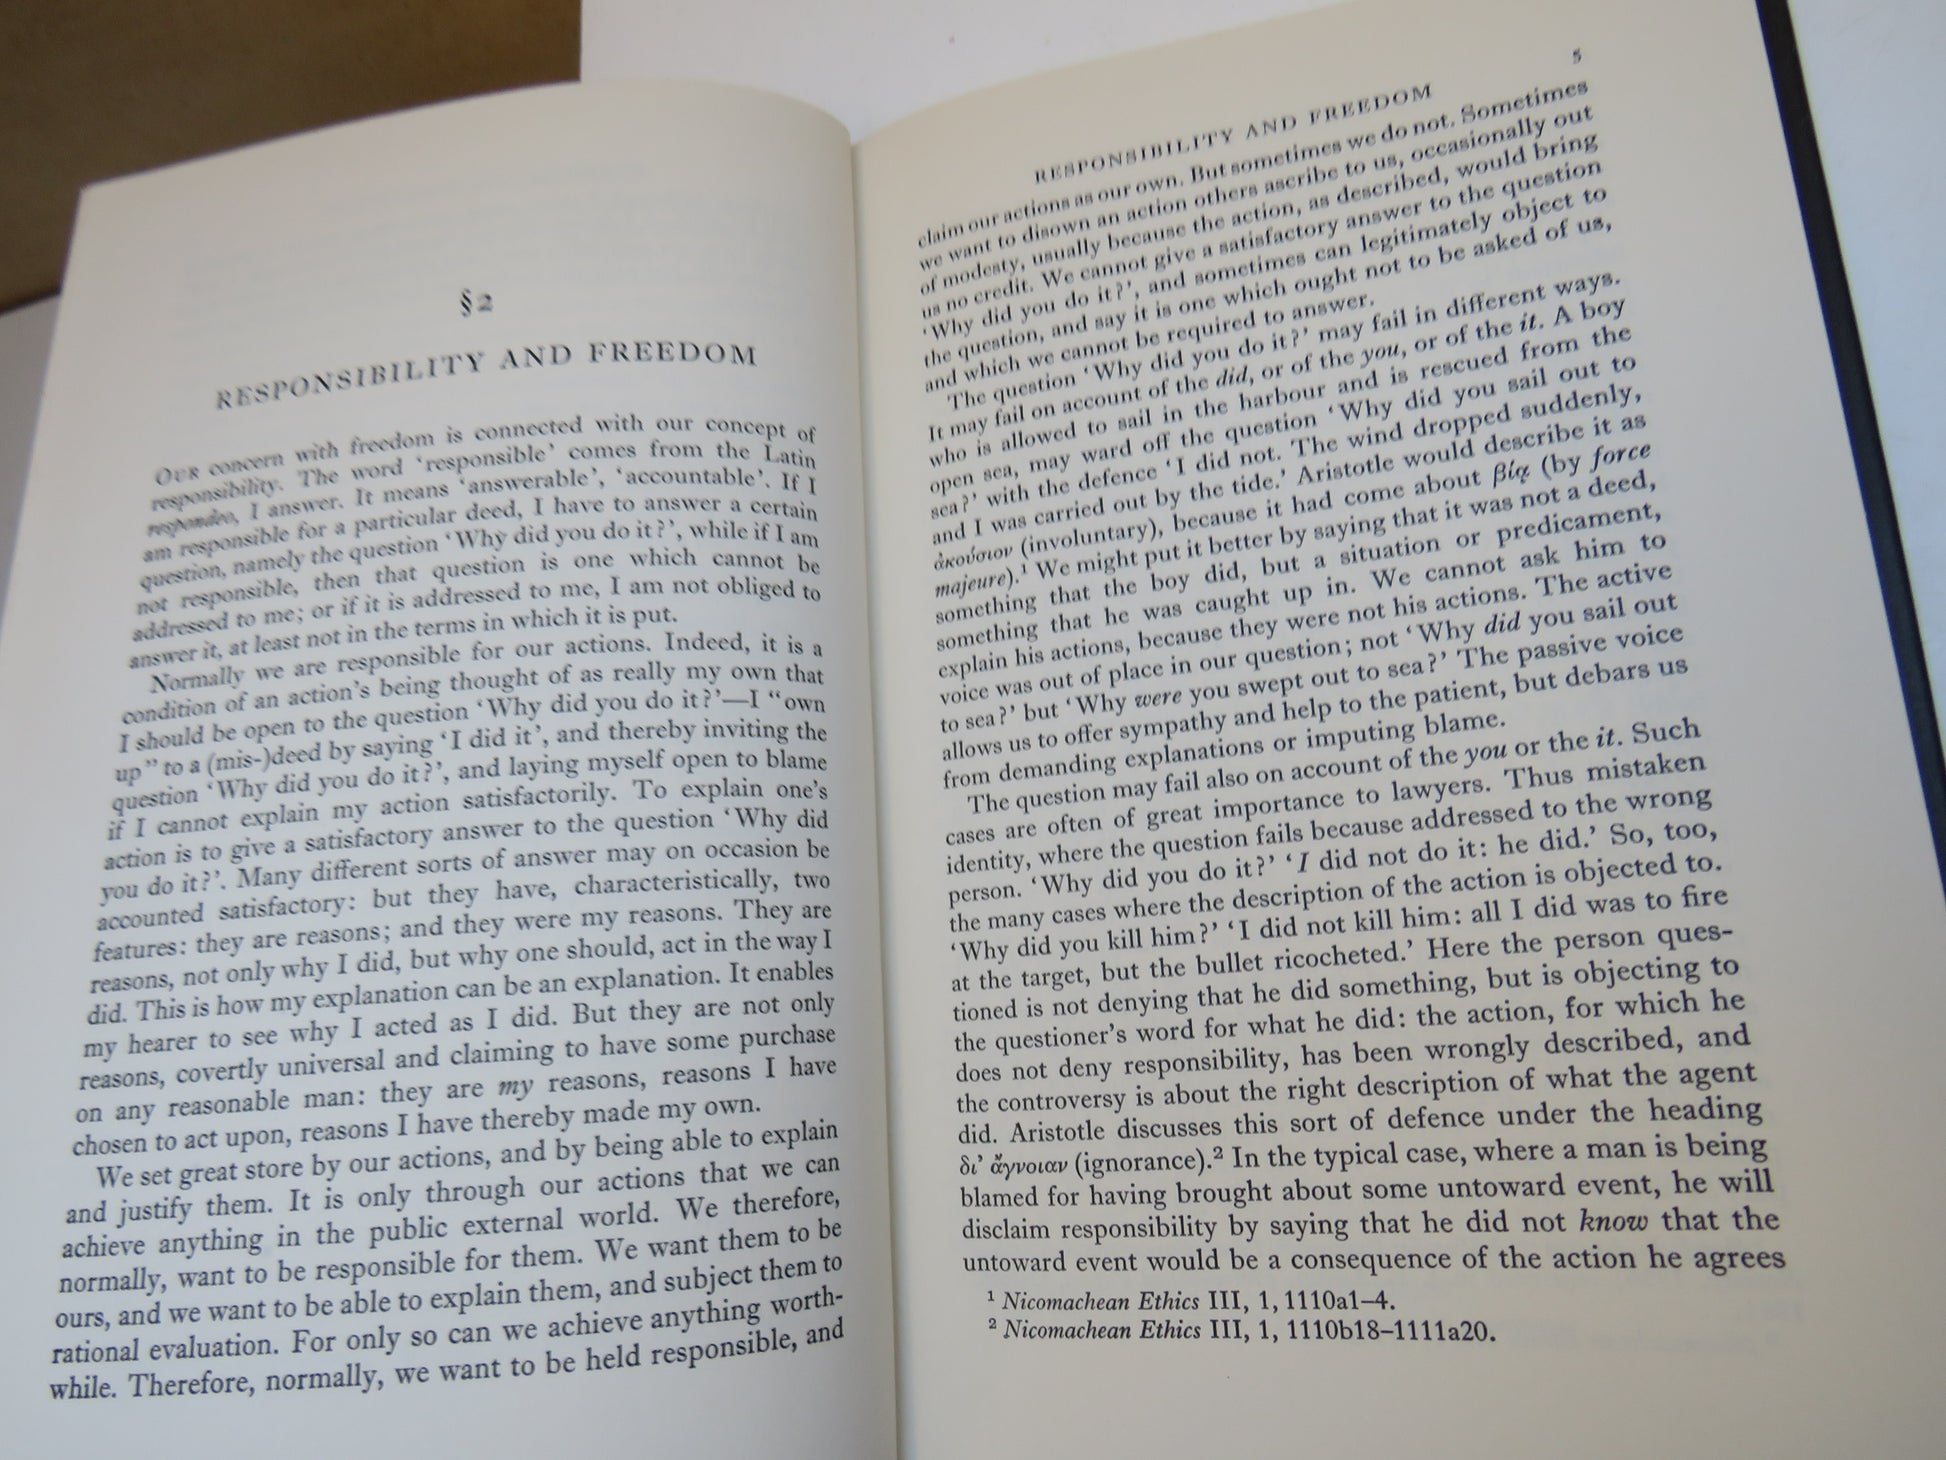 §2
RESPONSIBILITY AND FREEDOM
OUR concern with freedom is connected with our concept of
responsibility. The word 'responsible' comes from the Latin
respondeo, I answer. It means 'answerable', 'accountable'. If I
am responsible for a particular deed, I have to answer a certain
question, namely the question 'Why did you do it?', while if I am
not responsible, then that question is one which cannot be
addressed to me; or if it is addressed to me, I am not obliged to
answer it, at least not in the terms in which it is put.
Normally we are responsible for our actions. Indeed, it is a
condition of an action's being thought of as really my own that
I should be open to the question 'Why did you do it?'—I "own
up" to a (mis-)deed by saying 'I did it', and thereby inviting the
question 'Why did you do it?', and laying myself open to blame
if I cannot explain my action satisfactorily. To explain one's
action is to give a satisfactory answer to the question 'Why did
you do it?'. Many different sorts of answer may on occasion be
accounted satisfactory: but they have, characteristically, two
features: they are reasons; and they were my reasons. They are
reasons, not only why I did, but why one should, act in the way I
did. This is how my explanation can be an explanation. It enables
my hearer to see why I acted as I did. But they are not only
reasons, covertly universal and claiming to have some purchase
on any reasonable man: they are my reasons, reasons I have
chosen to act upon, reasons I have thereby made my own.
We set great store by our actions, and by being able to explain
and justify them. It is only through our actions that we can
achieve anything in the public external world. We therefore,
normally, want to be responsible for them. We want them to be
ours, and we want to be able to explain them, and subject them to
rational evaluation. For only so can we achieve anything worth-
while. Therefore, normally, we want to be held responsible, and
RESPONSIBILITY AND FREEDOM 5
claim our actions as our own. But sometimes we do not. Sometimes
we want to disown an action others ascribe to us, occasionally out
of modesty, usually because the action, as described, would bring
us no credit. We cannot give a satisfactory answer to the question
'Why did you do it?', and sometimes can legitimately object to
the question, and say it is one which ought not to be asked of us,
and which we cannot be required to answer.
The question 'Why did you do it?' may fail in different ways.
It may fail on account of the did, or of the you, or of the it. A boy
who is allowed to sail in the harbour and is rescued from the
open sea, may ward off the question 'Why did you sail out to
sea?' with the defence 'I did not. The wind dropped suddenly,
and I was carried out by the tide.' Aristotle would describe it as
ἀκούσιον (involuntary), because it had come about βίᾳ (by force
majeure).¹ We might put it better by saying that it was not a deed,
something that the boy did, but a situation or predicament,
something that he was caught up in. We cannot ask him to
explain his actions, because they were not his actions. The active
voice was out of place in our question; not 'Why did you sail out
to sea?' but 'Why were you swept out to sea?' The passive voice
allows us to offer sympathy and help to the patient, but debars us
from demanding explanations or imputing blame.
The question may fail also on account of the you or the it. Such
cases are often of great importance to lawyers. Thus mistaken
identity, where the question fails because addressed to the wrong
person. 'Why did you do it?' 'I did not do it: he did.' So, too,
the many cases where the description of the action is objected to.
'Why did you kill him?' 'I did not kill him: all I did was to fire
at the target, but the bullet ricocheted.' Here the person ques-
tioned is not denying that he did something, but is objecting to
the questioner's word for what he did: the action, for which he
does not deny responsibility, has been wrongly described, and
the controversy is about the right description of what the agent
did. Aristotle discusses this sort of defence under the heading
δι' ἄγνοιαν (ignorance).² In the typical case, where a man is being
blamed for having brought about some untoward event, he will
disclaim responsibility by saying that he did not know that the
untoward event would be a consequence of the action he agrees
¹ Nicomachean Ethics III, 1, 1110a1–4.
² Nicomachean Ethics III, 1, 1110b18–1111a20.